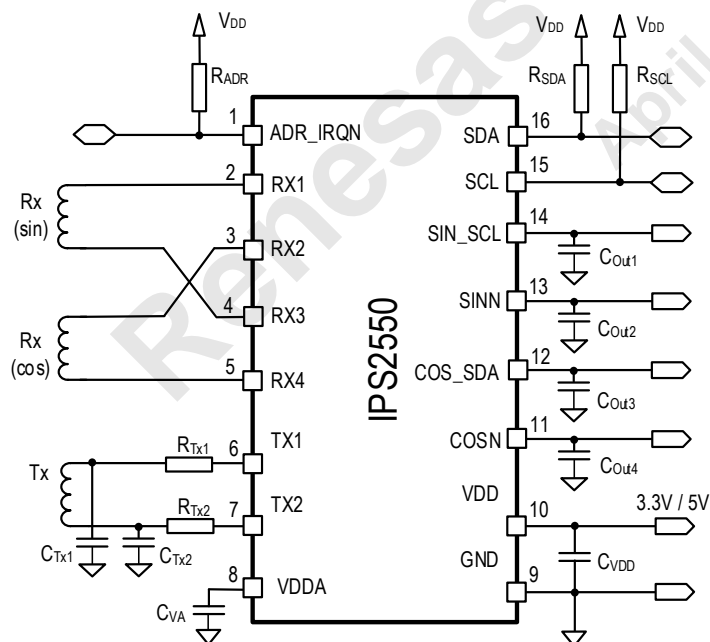 VDD
VDD
VDD
RADR
RSDA
RSCL
1
ADR_IRQN
SDA
16
2
RX1
SCL
15
Rx
(sin)
SIN_SCL
14
COut1
3
RX2
SINN
13
COut2
4
RX3
IPS2550
Rx
(cos)
COS_SDA
12
COut3
5
RX4
COSN
11
COut4
TX1
RTx1
6
Tx
VDD
10
3.3V / 5V
TX2
RTx2
7
CTx1
CTx2
CVDD
GND
9
8
VDDA
CVA
Renesas
April